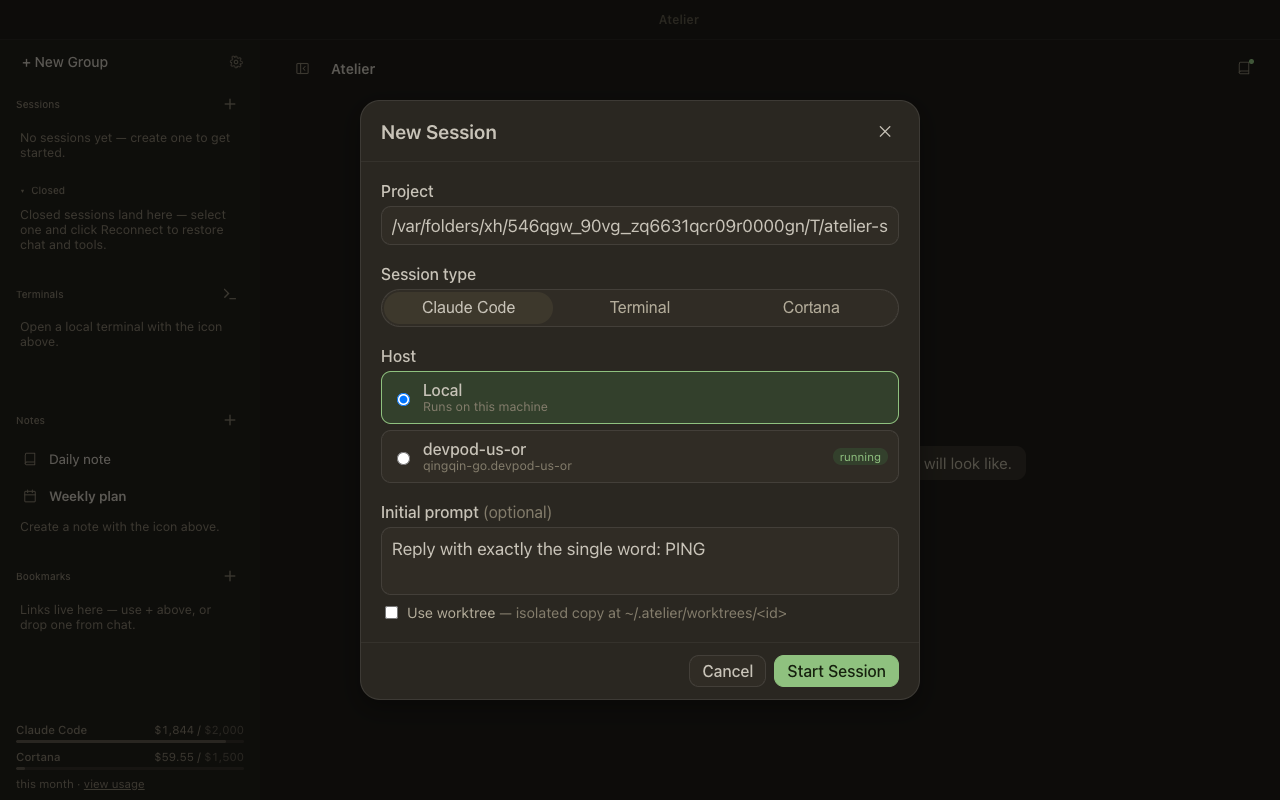 Atelier
+ New Group
Atelier
Sessions
No sessions yet — create one to get
started.
Closed
Closed sessions land here — select
one and click Reconnect to restore
chat and tools.
Terminals
Open a local terminal with the icon
above.
Notes
Daily note
Weekly plan
Create a note with the icon above.
Bookmarks
Links live here — use + above, or
drop one from chat.
Claude Code $1,844 / $2,000
Cortana $59.55 / $1,500
this month · view usage
New Session
Project
/var/folders/xh/546qgw_90vg_zq6631qcr09r0000gn/T/atelier-s
Session type
Claude Code Terminal Cortana
Host
Local
Runs on this machine
devpod-us-or
qingqin-go.devpod-us-or
running
will look like.
Initial prompt (optional)
Reply with exactly the single word: PING
Use worktree — isolated copy at ~/.atelier/worktrees/<id>
Cancel Start Session